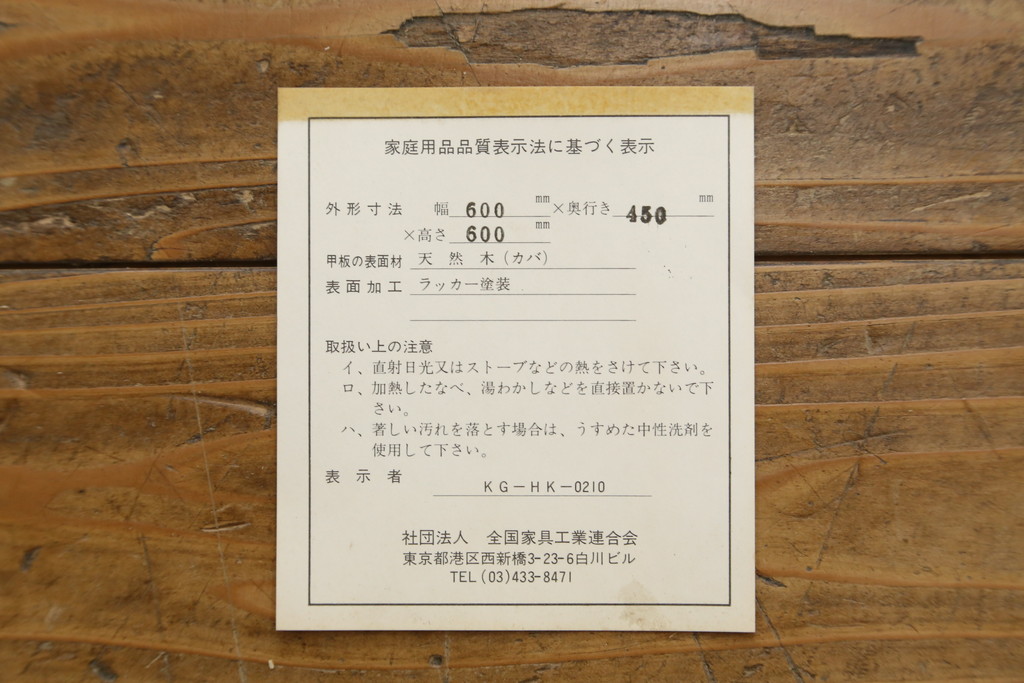 家庭用品品質表示法に基づく表示
外形寸法 幅 600 mm ×奥行き 450 mm
×高さ 600 mm
甲板の表面材 天然木(カバ)
表面加工 ラッカー塗装
取扱い上の注意
イ、直射日光又はストーブなどの熱をさけて下さい。
ロ、加熱したなべ、湯わかしなどを直接置かないで下
さい。
ハ、著しい汚れを落とす場合は、うすめた中性洗剤を
使用して下さい。
表示者
KG-HK-0210
社団法人 全国家具工業連合会
東京都港区西新橋3-23-6白川ビル
TEL(03)433-8471